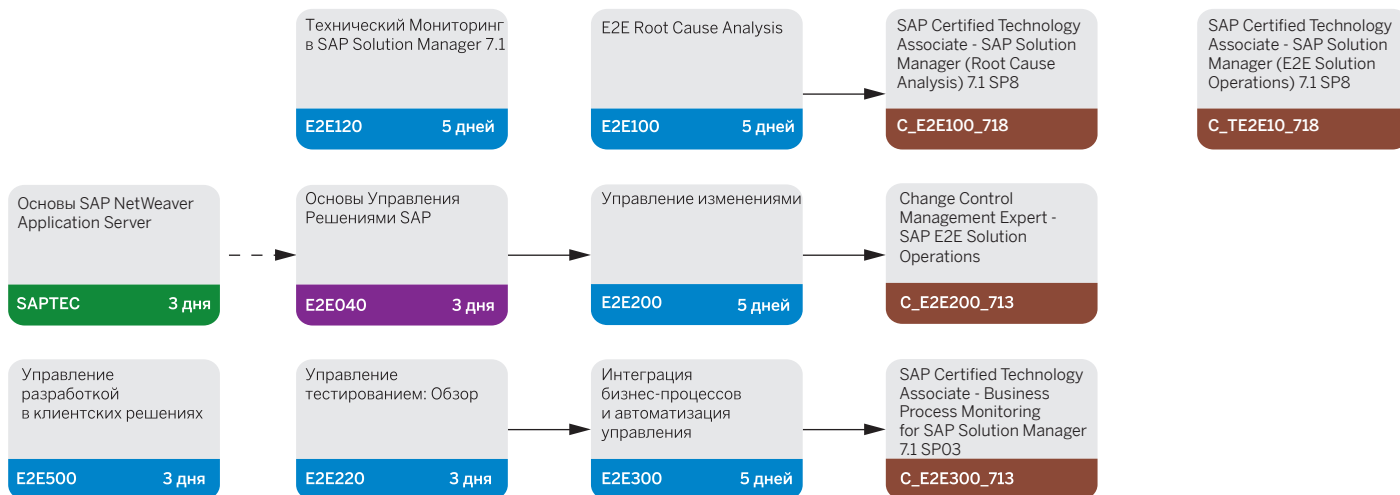 Технический Мониторинг
в SAP Solution Manager 7.1
E2E120 5 дней
E2E Root Cause Analysis
E2E100 5 дней
SAP Certified Technology
Associate - SAP Solution
Manager (Root Cause
Analysis) 7.1 SP8
C_E2E100_718
SAP Certified Technology
Associate - SAP Solution
Manager (E2E Solution
Operations) 7.1 SP8
C_TE2E10_718
Основы SAP NetWeaver
Application Server
SAPTEC 3 дня
Основы Управления
Решениями SAP
E2E040 3 дня
Управление изменениями
E2E200 5 дней
Change Control
Management Expert -
SAP E2E Solution
Operations
C_E2E200_713
Управление
разработкой
в клиентских решениях
E2E500 3 дня
Управление
тестированием: Обзор
E2E220 3 дня
Интеграция
бизнес-процессов
и автоматизация
управления
E2E300 5 дней
SAP Certified Technology
Associate - Business
Process Monitoring
for SAP Solution Manager
7.1 SP03
C_E2E300_713